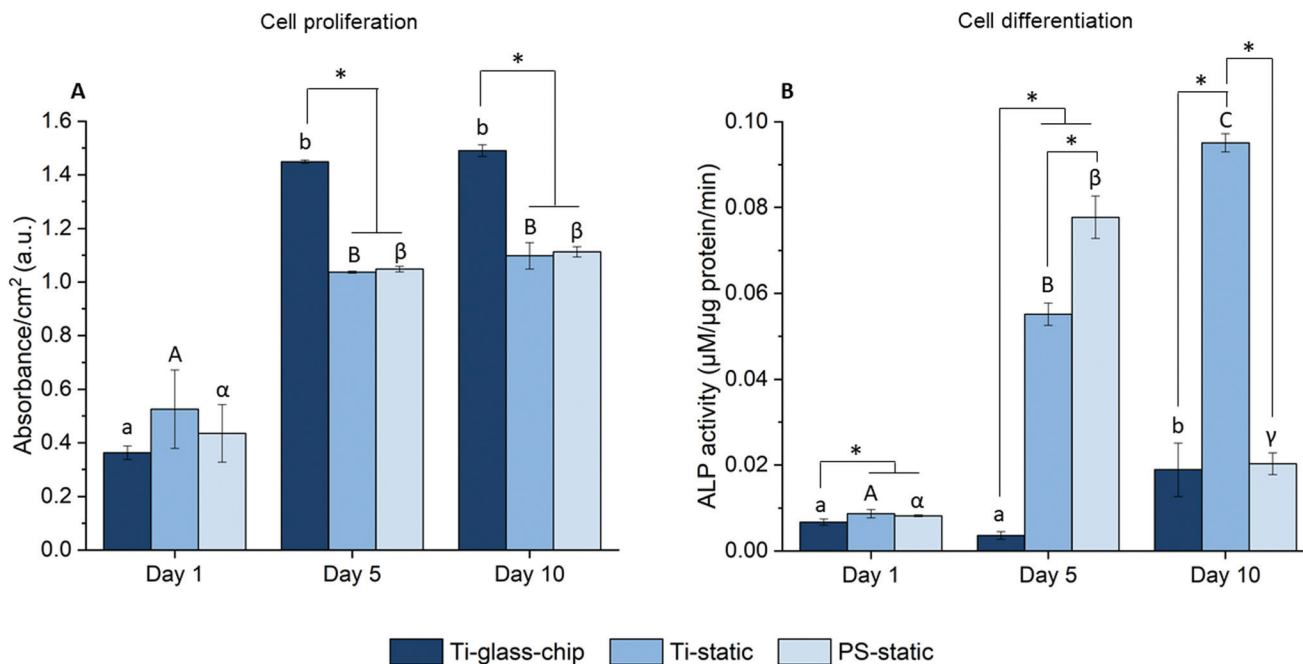 Cell proliferation
A
Absorbance/cm² (a.u.)
1.6
1.4
1.2
1.0
0.8
0.6
0.4
0.2
0.0
a
A
α
*
b
B
β
*
b
B
β
Day 1
Day 5
Day 10
Cell differentiation
B
ALP activity (µM/µg protein/min)
0.10
0.08
0.06
0.04
0.02
0.00
*
a
A
α
*
*
a
B
β
*
*
b
C
γ
Day 1
Day 5
Day 10
Ti-glass-chip
Ti-static
PS-static